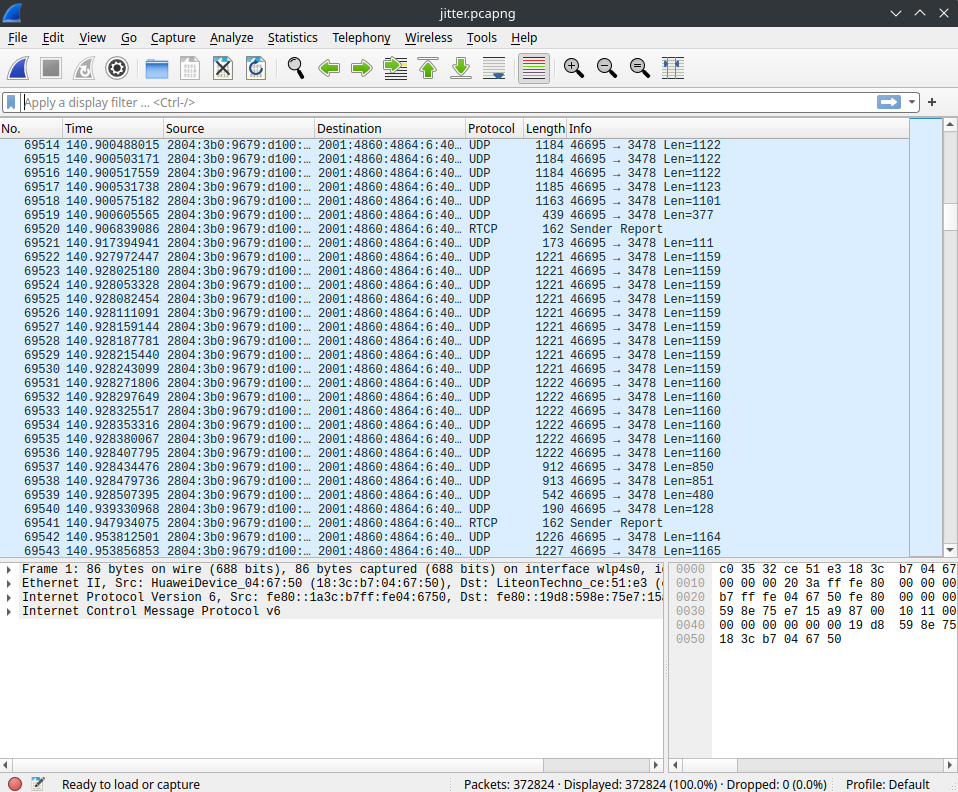 jitter.pcapng
File Edit View Go Capture Analyze Statistics Telephony Wireless Tools Help
Apply a display filter ... <Ctrl-/>
No. Time Source Destination Protocol Length Info
69514 140.900488015 2804:3b0:9679:d100:… 2001:4860:4864:6:40… UDP 1184 46695 → 3478 Len=1122
69515 140.900503171 2804:3b0:9679:d100:… 2001:4860:4864:6:40… UDP 1184 46695 → 3478 Len=1122
69516 140.900517559 2804:3b0:9679:d100:… 2001:4860:4864:6:40… UDP 1184 46695 → 3478 Len=1122
69517 140.900531738 2804:3b0:9679:d100:… 2001:4860:4864:6:40… UDP 1185 46695 → 3478 Len=1123
69518 140.900575182 2804:3b0:9679:d100:… 2001:4860:4864:6:40… UDP 1163 46695 → 3478 Len=1101
69519 140.900605565 2804:3b0:9679:d100:… 2001:4860:4864:6:40… UDP 439 46695 → 3478 Len=377
69520 140.906839086 2804:3b0:9679:d100:… 2001:4860:4864:6:40… RTCP 162 Sender Report
69521 140.917394941 2804:3b0:9679:d100:… 2001:4860:4864:6:40… UDP 173 46695 → 3478 Len=111
69522 140.927972447 2804:3b0:9679:d100:… 2001:4860:4864:6:40… UDP 1221 46695 → 3478 Len=1159
69523 140.928025180 2804:3b0:9679:d100:… 2001:4860:4864:6:40… UDP 1221 46695 → 3478 Len=1159
69524 140.928053328 2804:3b0:9679:d100:… 2001:4860:4864:6:40… UDP 1221 46695 → 3478 Len=1159
69525 140.928082454 2804:3b0:9679:d100:… 2001:4860:4864:6:40… UDP 1221 46695 → 3478 Len=1159
69526 140.928111091 2804:3b0:9679:d100:… 2001:4860:4864:6:40… UDP 1221 46695 → 3478 Len=1159
69527 140.928159144 2804:3b0:9679:d100:… 2001:4860:4864:6:40… UDP 1221 46695 → 3478 Len=1159
69528 140.928187781 2804:3b0:9679:d100:… 2001:4860:4864:6:40… UDP 1221 46695 → 3478 Len=1159
69529 140.928215440 2804:3b0:9679:d100:… 2001:4860:4864:6:40… UDP 1221 46695 → 3478 Len=1159
69530 140.928243099 2804:3b0:9679:d100:… 2001:4860:4864:6:40… UDP 1221 46695 → 3478 Len=1159
69531 140.928271806 2804:3b0:9679:d100:… 2001:4860:4864:6:40… UDP 1222 46695 → 3478 Len=1160
69532 140.928297649 2804:3b0:9679:d100:… 2001:4860:4864:6:40… UDP 1222 46695 → 3478 Len=1160
69533 140.928325517 2804:3b0:9679:d100:… 2001:4860:4864:6:40… UDP 1222 46695 → 3478 Len=1160
69534 140.928353316 2804:3b0:9679:d100:… 2001:4860:4864:6:40… UDP 1222 46695 → 3478 Len=1160
69535 140.928380067 2804:3b0:9679:d100:… 2001:4860:4864:6:40… UDP 1222 46695 → 3478 Len=1160
69536 140.928407795 2804:3b0:9679:d100:… 2001:4860:4864:6:40… UDP 1222 46695 → 3478 Len=1160
69537 140.928434476 2804:3b0:9679:d100:… 2001:4860:4864:6:40… UDP 912 46695 → 3478 Len=850
69538 140.928479736 2804:3b0:9679:d100:… 2001:4860:4864:6:40… UDP 913 46695 → 3478 Len=851
69539 140.928507395 2804:3b0:9679:d100:… 2001:4860:4864:6:40… UDP 542 46695 → 3478 Len=480
69540 140.939330968 2804:3b0:9679:d100:… 2001:4860:4864:6:40… UDP 190 46695 → 3478 Len=128
69541 140.947934075 2804:3b0:9679:d100:… 2001:4860:4864:6:40… RTCP 162 Sender Report
69542 140.953812501 2804:3b0:9679:d100:… 2001:4860:4864:6:40… UDP 1226 46695 → 3478 Len=1164
69543 140.953856853 2804:3b0:9679:d100:… 2001:4860:4864:6:40… UDP 1227 46695 → 3478 Len=1165
Frame 1: 86 bytes on wire (688 bits), 86 bytes captured (688 bits) on interface wlp4s0, i
Ethernet II, Src: HuaweiDevice_04:67:50 (18:3c:b7:04:67:50), Dst: LiteonTechno_ce:51:e3 (
Internet Protocol Version 6, Src: fe80::1a3c:b7ff:fe04:6750, Dst: fe80::19d8:598e:75e7:15
Internet Control Message Protocol v6
0000 c0 35 32 ce 51 e3 18 3c b7 04 67
0010 00 00 00 20 3a ff fe 80 00 00 00
0020 b7 ff fe 04 67 50 fe 80 00 00 00
0030 59 8e 75 e7 15 a9 87 00 10 11 00
0040 00 00 00 00 00 00 19 d8 59 8e 75
0050 18 3c b7 04 67 50
Ready to load or capture
Packets: 372824 · Displayed: 372824 (100.0%) · Dropped: 0 (0.0%)
Profile: Default